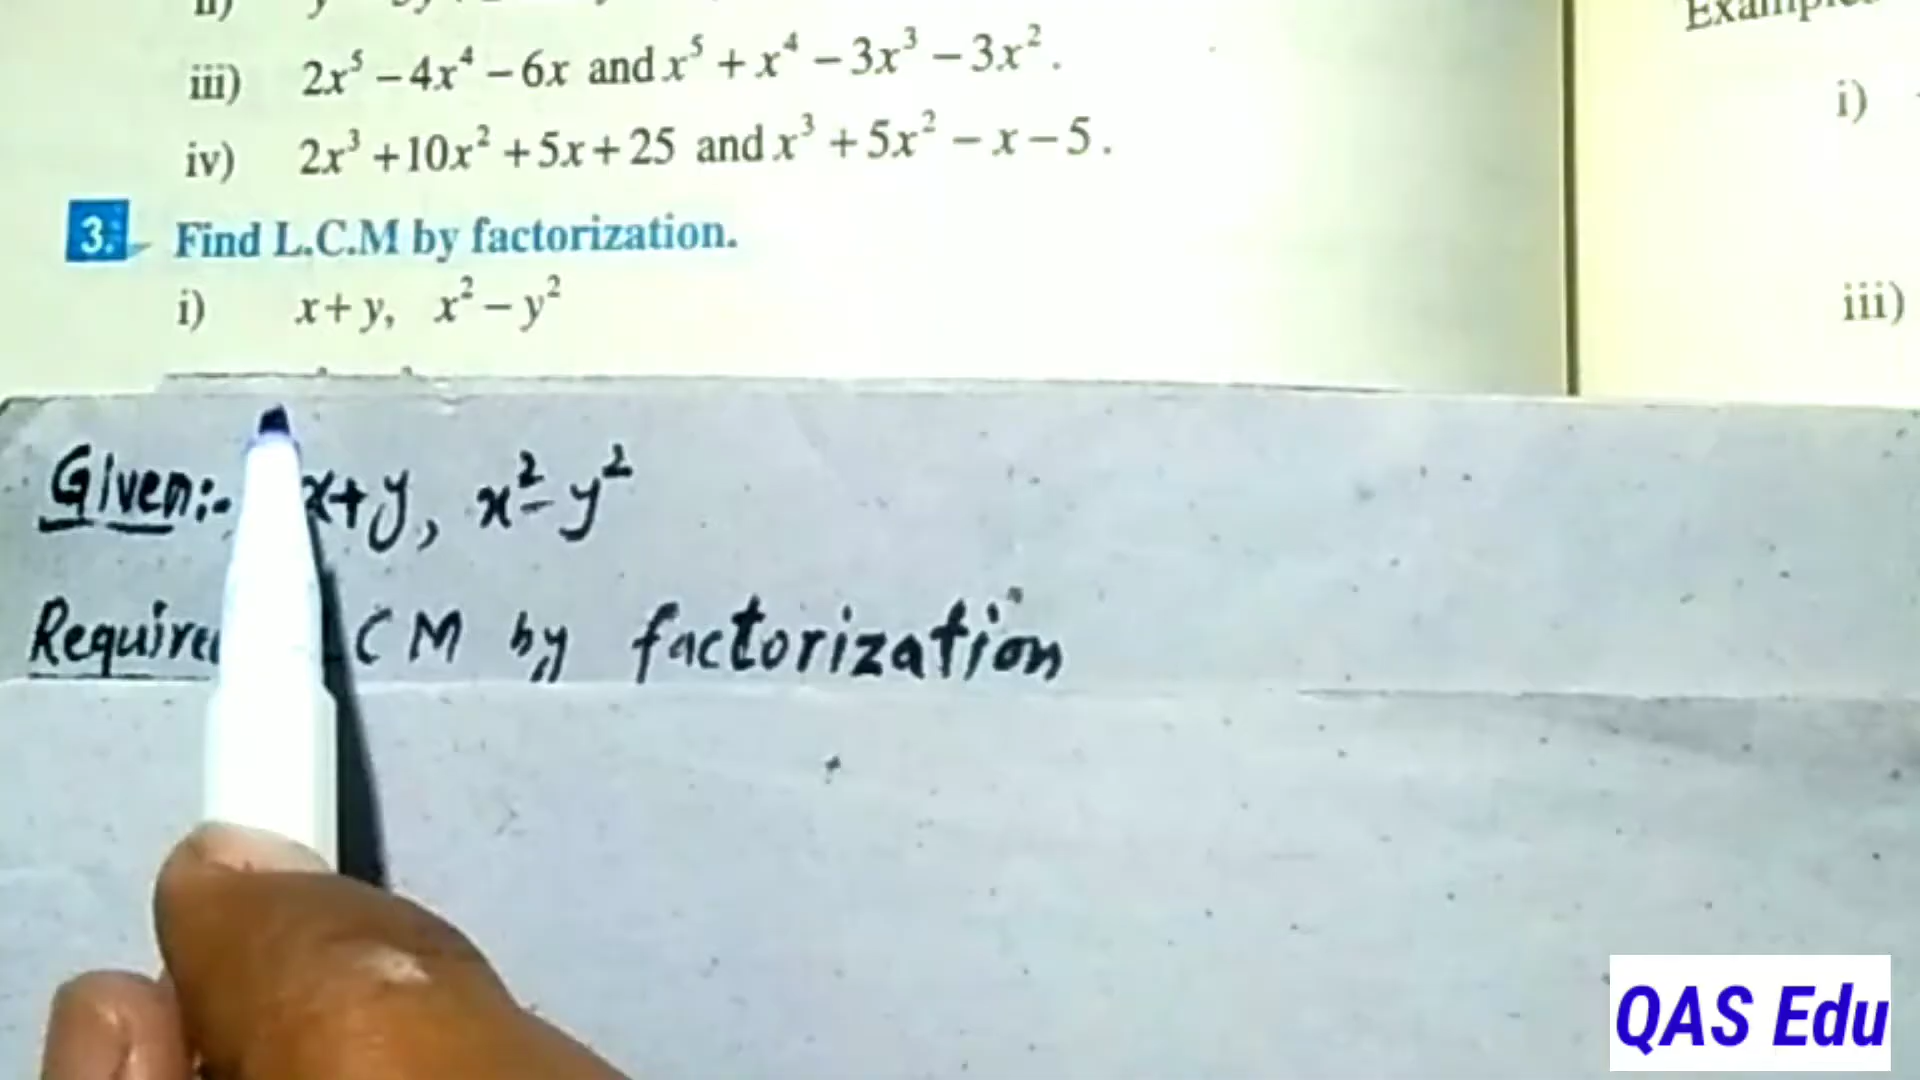 iii) 2x⁵ – 4x⁴ – 6x and x⁵ + x⁴ – 3x³ – 3x².
iv) 2x³ + 10x² + 5x + 25 and x³ + 5x² – x – 5.
3. Find L.C.M by factorization.
i) x + y, x² – y²
i)
iii)
Given:- x+y, x²-y²
CM by factorization
QAS Edu